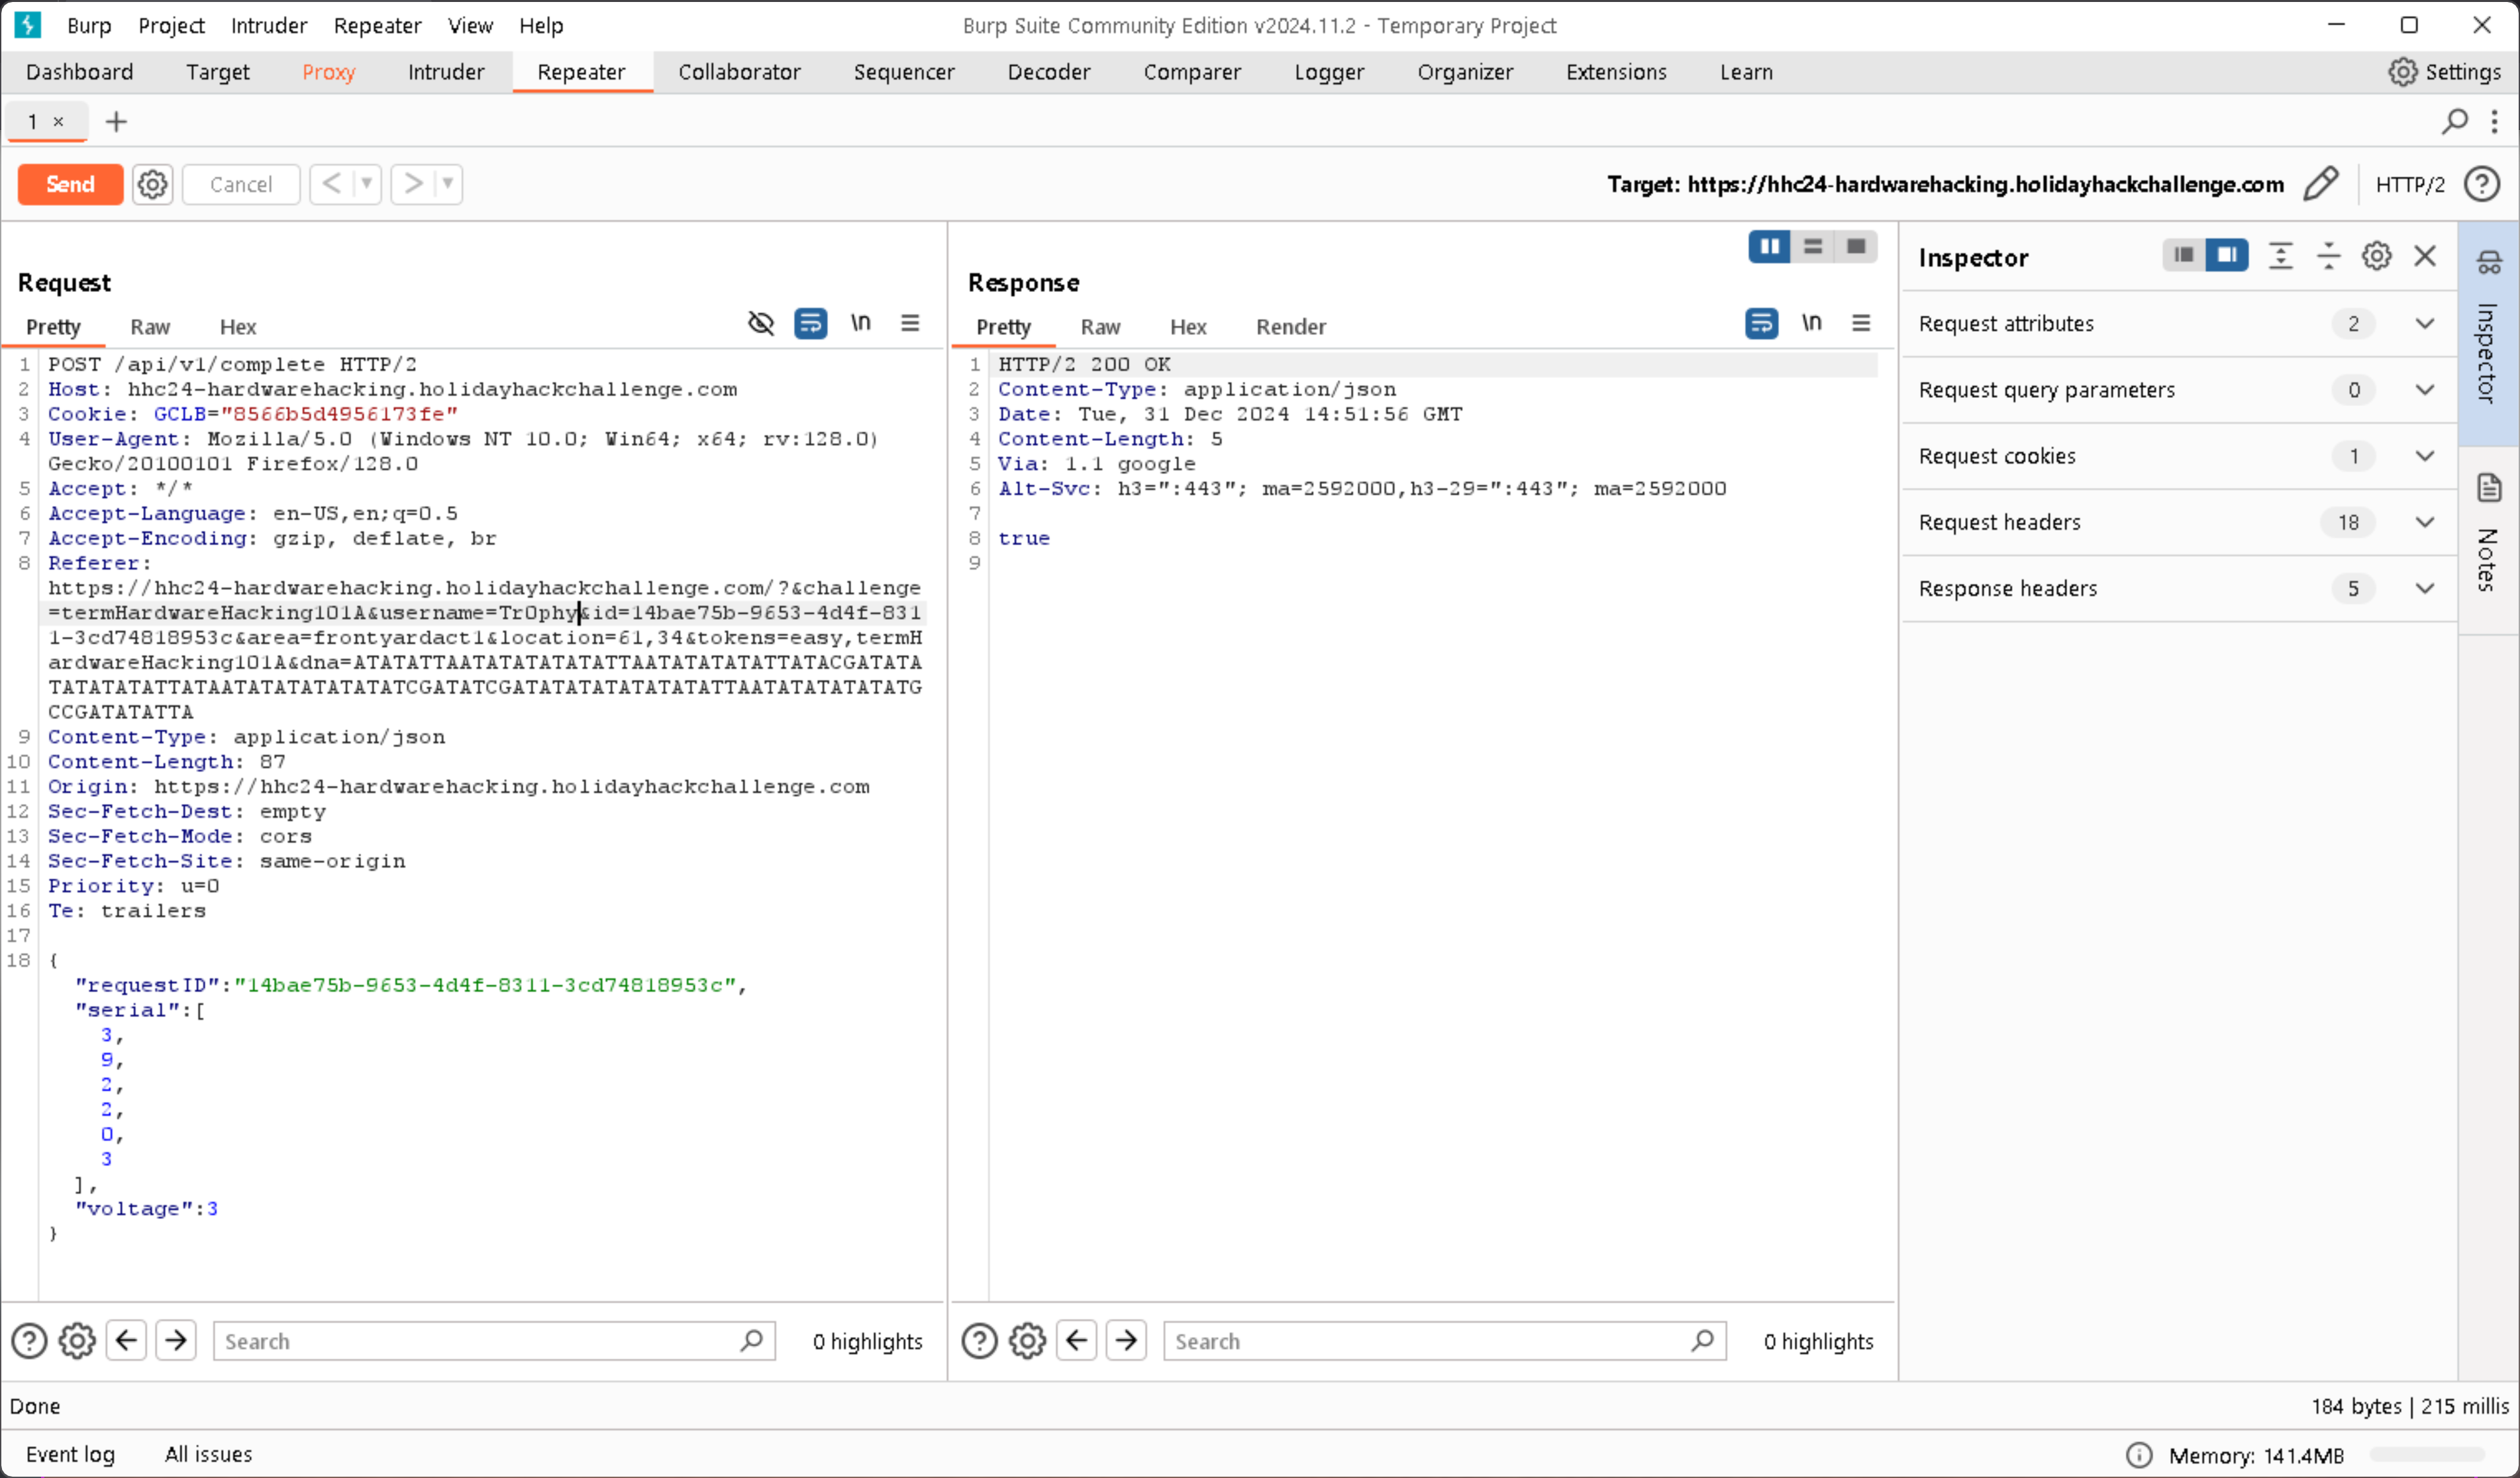 Burp Project Intruder Repeater View Help
Burp Suite Community Edition v2024.11.2 - Temporary Project
Dashboard Target Proxy Intruder Repeater Collaborator Sequencer Decoder Comparer Logger Organizer Extensions Learn Settings
1 × +
Send Cancel < > Target: https://hhc24-hardwarehacking.holidayhackchallenge.com HTTP/2
Request
Pretty Raw Hex \n
1 POST /api/v1/complete HTTP/2
2 Host: hhc24-hardwarehacking.holidayhackchallenge.com
3 Cookie: GCLB="8566b5d4956173fe"
4 User-Agent: Mozilla/5.0 (Windows NT 10.0; Win64; x64; rv:128.0)
Gecko/20100101 Firefox/128.0
5 Accept: */*
6 Accept-Language: en-US,en;q=0.5
7 Accept-Encoding: gzip, deflate, br
8 Referer:
https://hhc24-hardwarehacking.holidayhackchallenge.com/?&challenge
=termHardwareHacking101A&username=Tr0phy&id=14bae75b-9653-4d4f-831
1-3cd74818953c&area=frontyardact1&location=61,34&tokens=easy,termH
ardwareHacking101A&dna=ATATATTAATATATATATATATTAATATATATATATTATACGATATA
TATATATATATTATAATATATATATATATCGATATCGATATATATATATATATATTAATATATATATATG
CCGATATATTA
9 Content-Type: application/json
10 Content-Length: 87
11 Origin: https://hhc24-hardwarehacking.holidayhackchallenge.com
12 Sec-Fetch-Dest: empty
13 Sec-Fetch-Mode: cors
14 Sec-Fetch-Site: same-origin
15 Priority: u=0
16 Te: trailers
17
18 {
"requestID":"14bae75b-9653-4d4f-8311-3cd74818953c",
"serial":[
3,
9,
2,
2,
0,
3
],
"voltage":3
}
Search 0 highlights
Response
Pretty Raw Hex Render \n
1 HTTP/2 200 OK
2 Content-Type: application/json
3 Date: Tue, 31 Dec 2024 14:51:56 GMT
4 Content-Length: 5
5 Via: 1.1 google
6 Alt-Svc: h3=":443"; ma=2592000,h3-29=":443"; ma=2592000
7
8 true
9
Search 0 highlights
Inspector
Request attributes 2
Request query parameters 0
Request cookies 1
Request headers 18
Response headers 5
Inspector
Notes
Done 184 bytes | 215 millis
Event log All issues Memory: 141.4MB